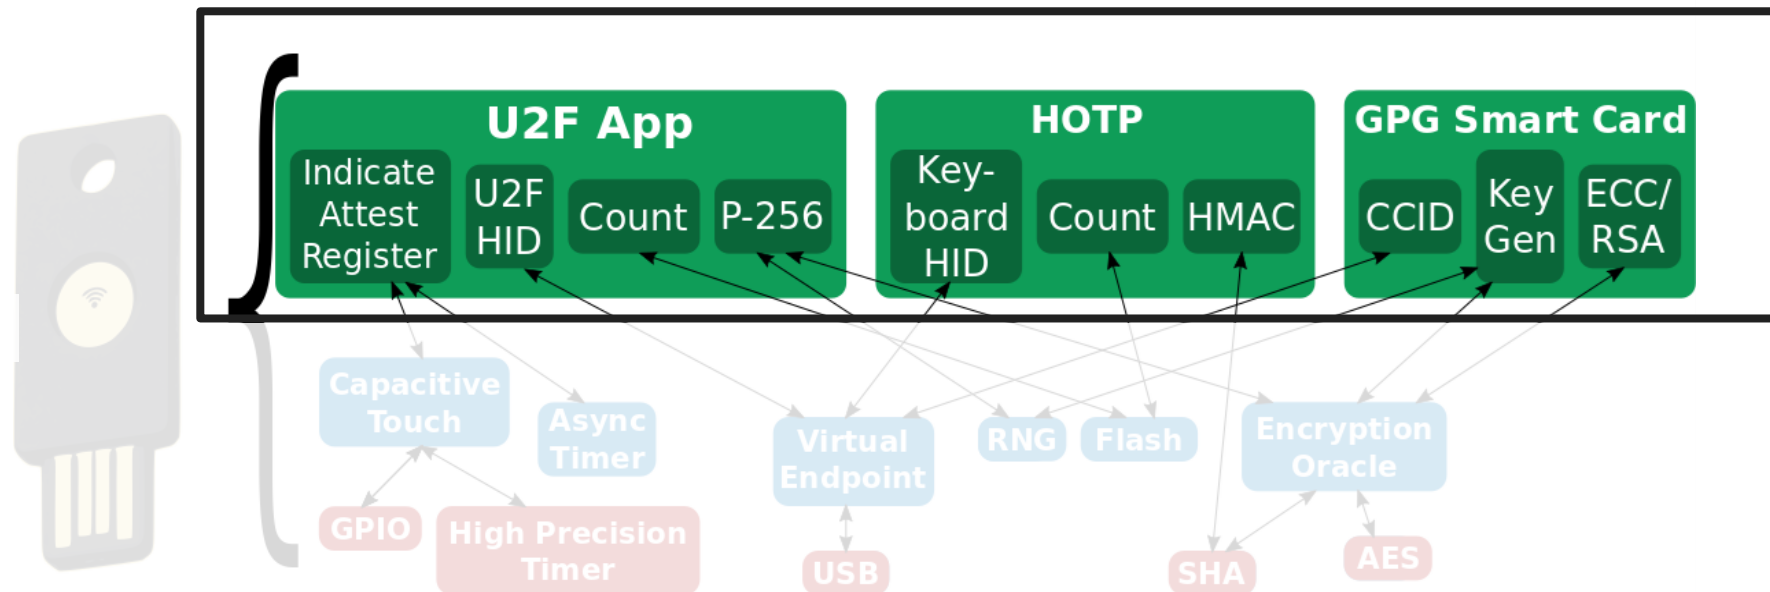 U2F App
Indicate
Attest
Register
U2F
HID
Count
P-256
HOTP
Key-
board
HID
Count
HMAC
GPG Smart Card
CCID
Key
Gen
ECC/
RSA
Capacitive
Touch
Async
Timer
Virtual
Endpoint
RNG
Flash
Encryption
Oracle
GPIO
High Precision
Timer
USB
SHA
AES